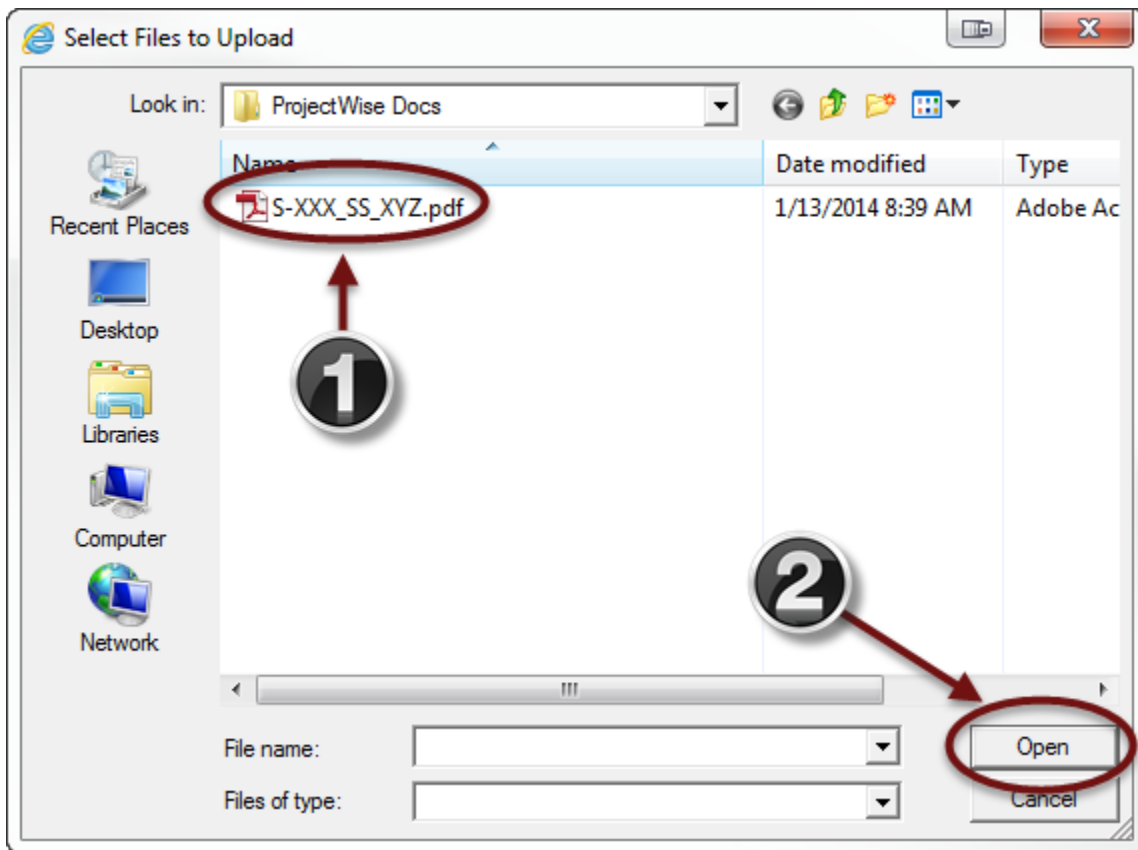 Select Files to Upload
Look in: ProjectWise Docs
Name Date modified Type
S-XXX_SS_XYZ.pdf 1/13/2014 8:39 AM Adobe Ac
Recent Places
Desktop
1
Libraries
Computer
2
Network
File name: Open
Files of type: Cancel